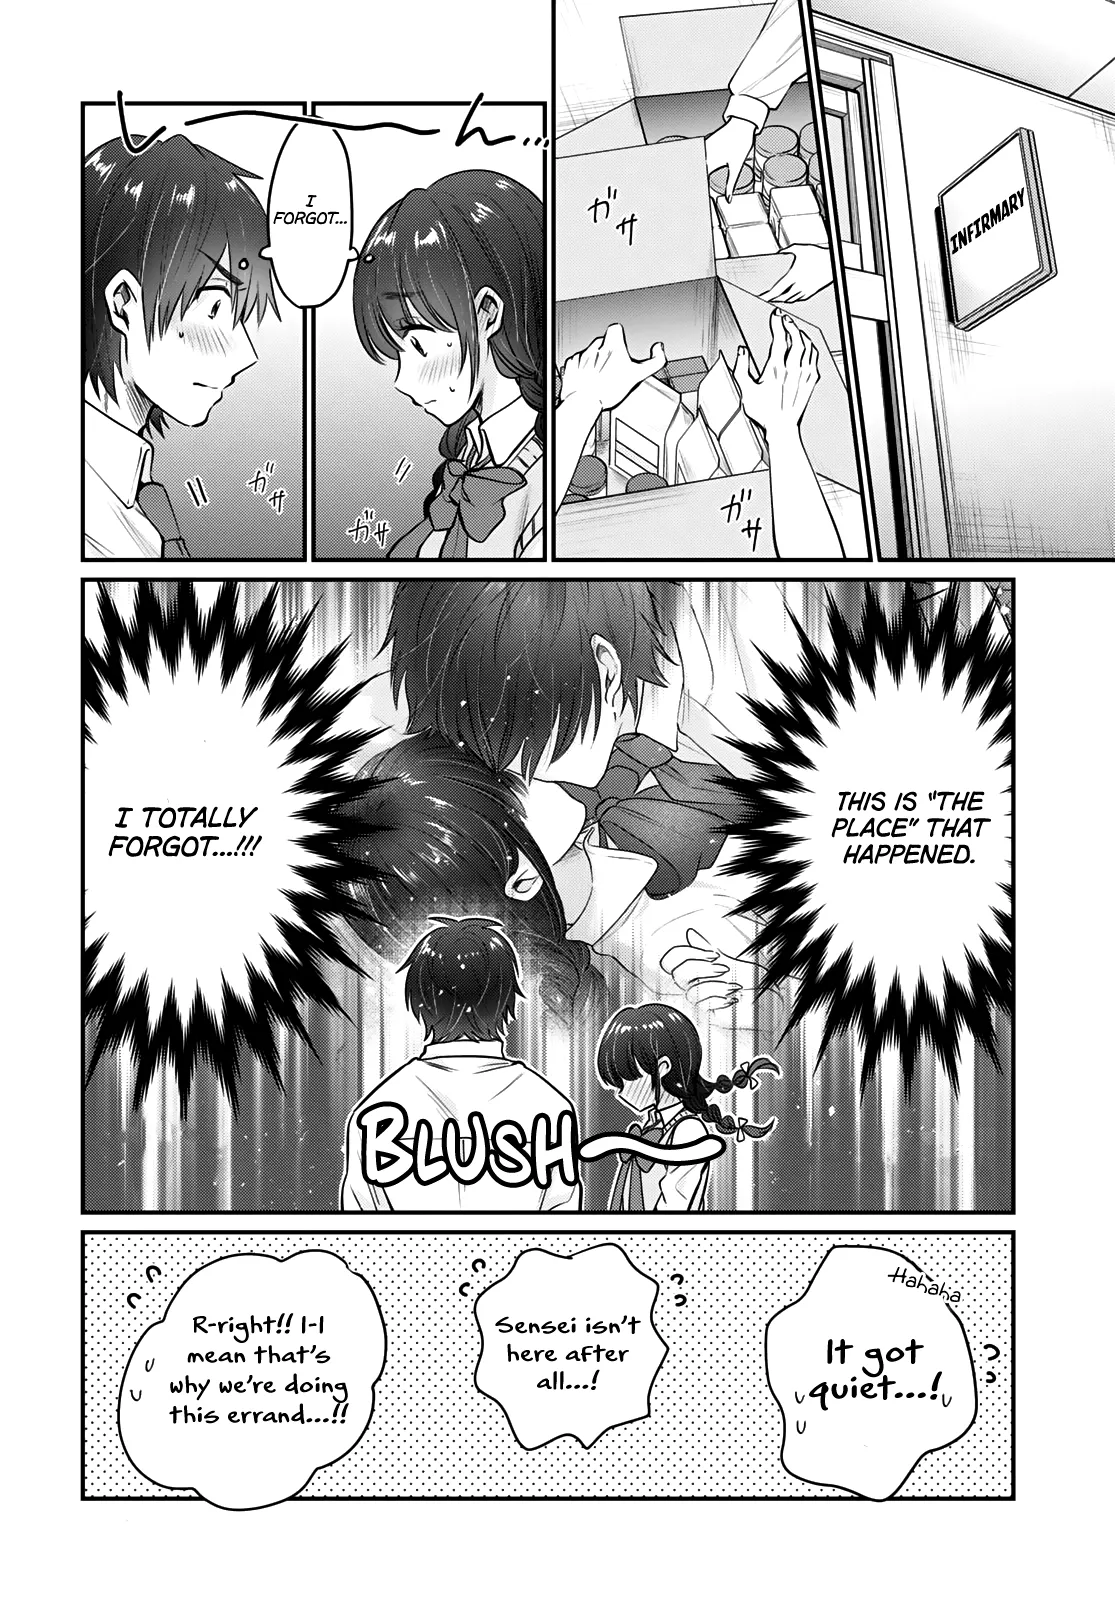 INFIRMARY
ガサ
ガサ
しーーん...
I
FORGOT...
ガサ
ガサ
THIS IS "THE
PLACE" THAT
HAPPENED.
I TOTALLY
FORGOT...!!!
BLUSH~
Hahaha
It got
quiet...!
Sensei isn't
here after
all...!
R-right!! I-I
mean that's
why we're doing
this errand...!!